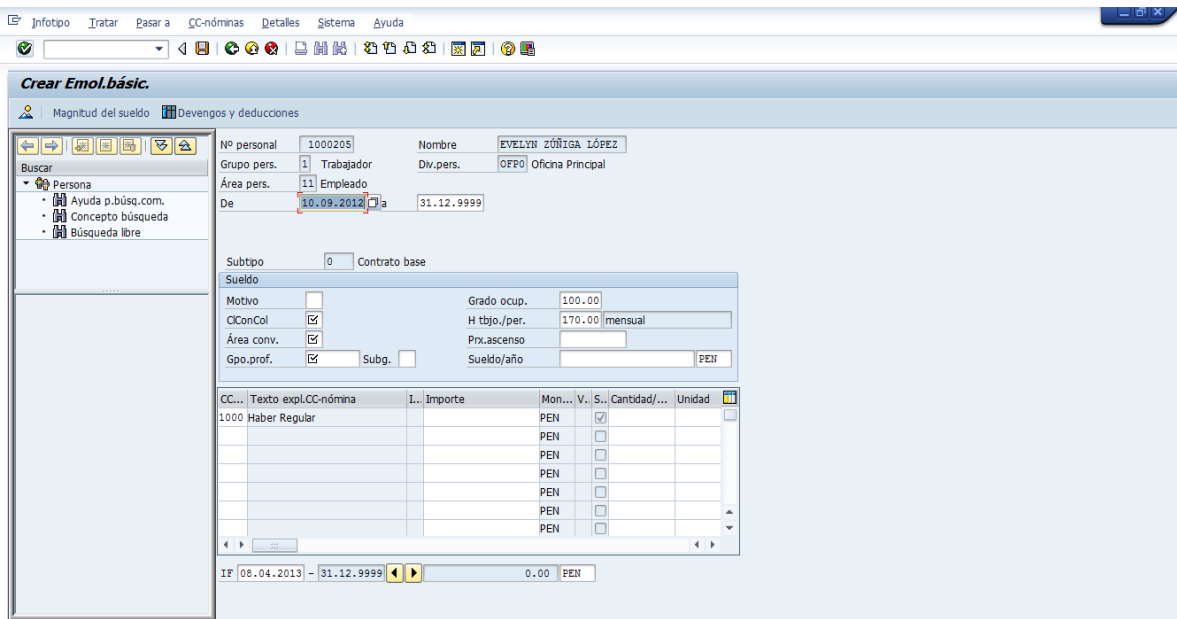 Infotipo Tratar Pasar a CC-nóminas Detalles Sistema Ayuda
Crear Emol.básic.
Magnitud del sueldo Devengos y deducciones
Nº personal 1000205 Nombre EVELYN ZÚÑIGA LÓPEZ
Grupo pers. 1 Trabajador Div.pers. OFP0 Oficina Principal
Área pers. 11 Empleado
De 10.09.2012 a 31.12.9999
Buscar
Persona
Ayuda p.búsq.com.
Concepto búsqueda
Búsqueda libre
Subtipo 0 Contrato base
Sueldo
Motivo Grado ocup. 100.00
ClConCol H tbjo./per. 170.00 mensual
Área conv. Prx.ascenso
Gpo.prof. Subg. Sueldo/año PEN
CC... Texto expl.CC-nómina I... Importe Mon... V.. S.. Cantidad/... Unidad
1000 Haber Regular PEN
PEN
PEN
PEN
PEN
PEN
PEN
IF 08.04.2013 - 31.12.9999 0.00 PEN